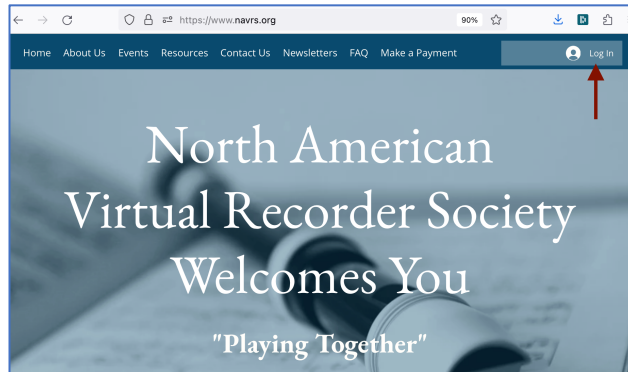 https://www.navrs.org 90%
Home About Us Events Resources Contact Us Newsletters FAQ Make a Payment Log In
North American
Virtual Recorder Society
Welcomes You
"Playing Together"